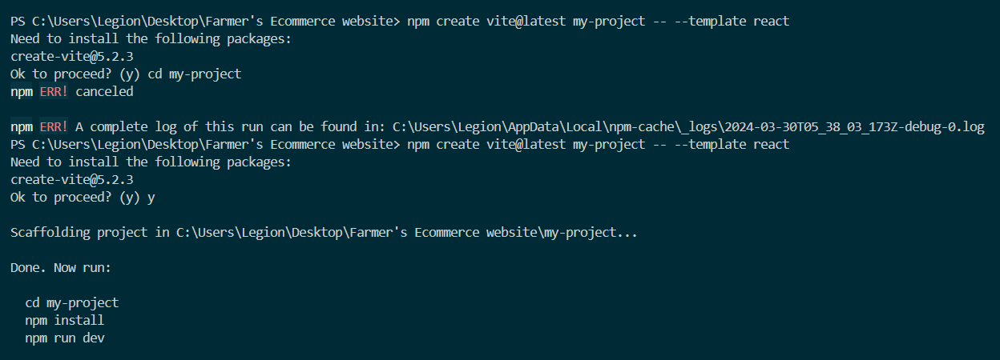 PS C:\Users\Legion\Desktop\Farmer's Ecommerce website> npm create vite@latest my-project -- --template react
Need to install the following packages:
create-vite@5.2.3
Ok to proceed? (y) cd my-project
npm ERR! canceled
npm ERR! A complete log of this run can be found in: C:\Users\Legion\AppData\Local\npm-cache\_logs\2024-03-30T05_38_03_173Z-debug-0.log
PS C:\Users\Legion\Desktop\Farmer's Ecommerce website> npm create vite@latest my-project -- --template react
Need to install the following packages:
create-vite@5.2.3
Ok to proceed? (y) y
Scaffolding project in C:\Users\Legion\Desktop\Farmer's Ecommerce website\my-project...
Done. Now run:
cd my-project
npm install
npm run dev